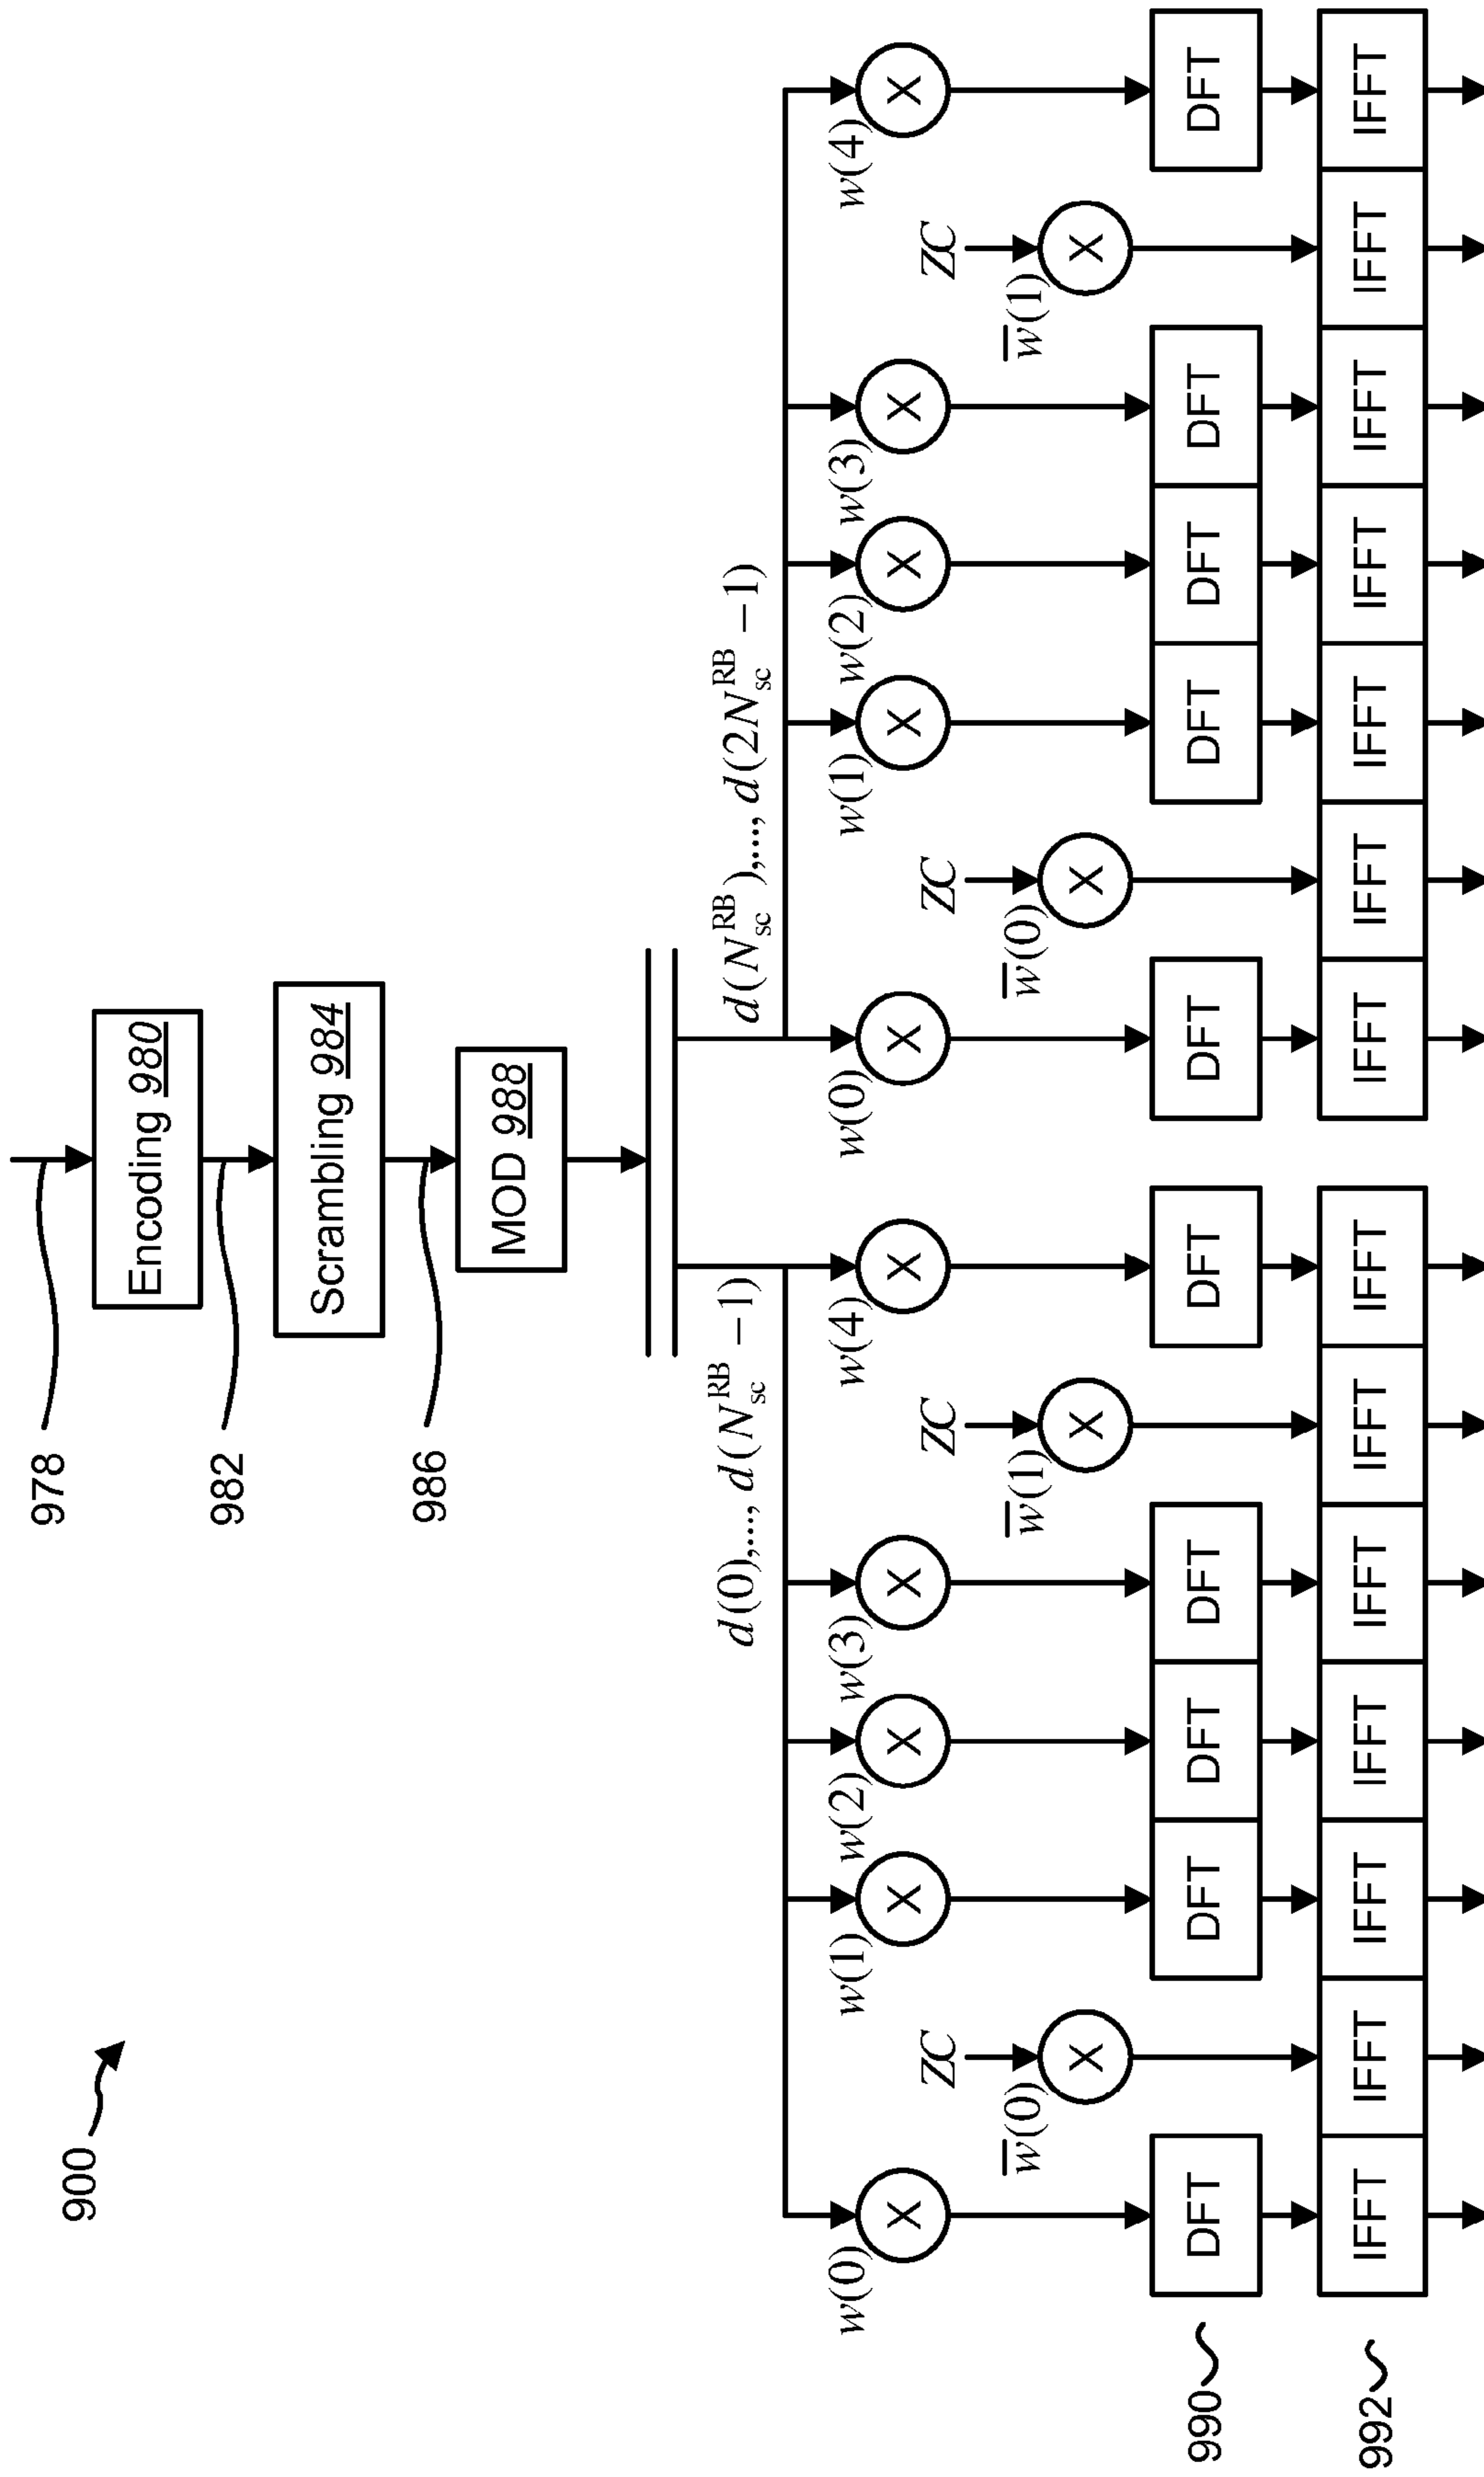 900
978
Encoding 980
982
Scrambling 984
986
MOD 988
d(0),..., d(N_sc^RB −1)
d(N_sc^RB),..., d(2N_sc^RB −1)
w(0) w(1) w(2) w(3) w(4) w(0) w(1) w(2) w(3) w(4)
X X X X X X X X X X
ZC ZC ZC ZC
w̅(0) w̅(1) w̅(0) w̅(1)
X X X X
990 DFT DFT DFT DFT DFT DFT DFT DFT DFT DFT
992 IFFT IFFT IFFT IFFT IFFT IFFT IFFT IFFT IFFT IFFT IFFT IFFT IFFT IFFT